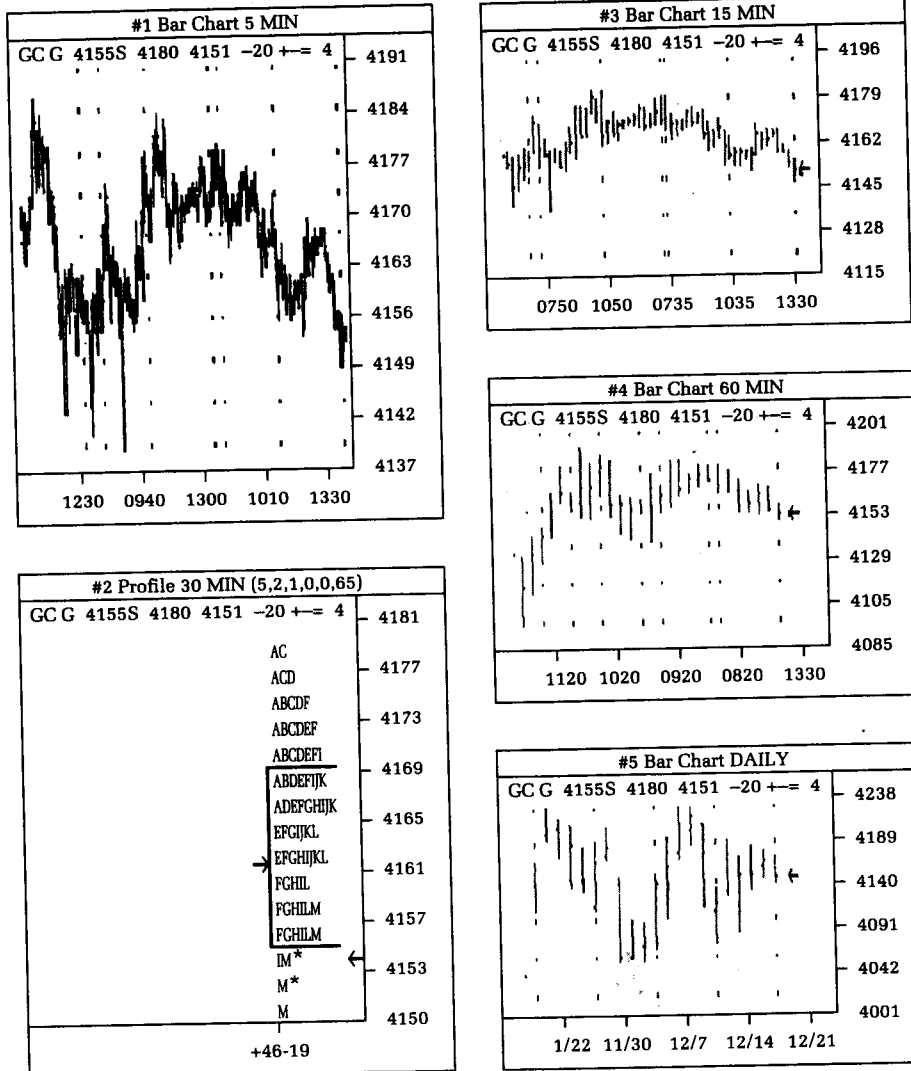 #1 Bar Chart 5 MIN
GC G 4155S 4180 4151 −20 +−= 4
4191
4184
4177
4170
4163
4156
4149
4142
4137
1230 0940 1300 1010 1330
#2 Profile 30 MIN (5,2,1,0,0,65)
GC G 4155S 4180 4151 −20 +−= 4
4181
AC
4177
ACD
ABCDF
4173
ABCDEF
ABCDEFI
4169
ABDEFIJK
ADEFGHIJK
4165
EFGIJKL
EFGHIJKL
4161
FGHIL
FGHILM
4157
FGHILM
IM*
4153
M*
M
4150
+46-19
#3 Bar Chart 15 MIN
GC G 4155S 4180 4151 −20 +−= 4
4196
4179
4162
4145
4128
4115
0750 1050 0735 1035 1330
#4 Bar Chart 60 MIN
GC G 4155S 4180 4151 −20 +−= 4
4201
4177
4153
4129
4105
4085
1120 1020 0920 0820 1330
#5 Bar Chart DAILY
GC G 4155S 4180 4151 −20 +−= 4
4238
4189
4140
4091
4042
4001
1/22 11/30 12/7 12/14 12/21